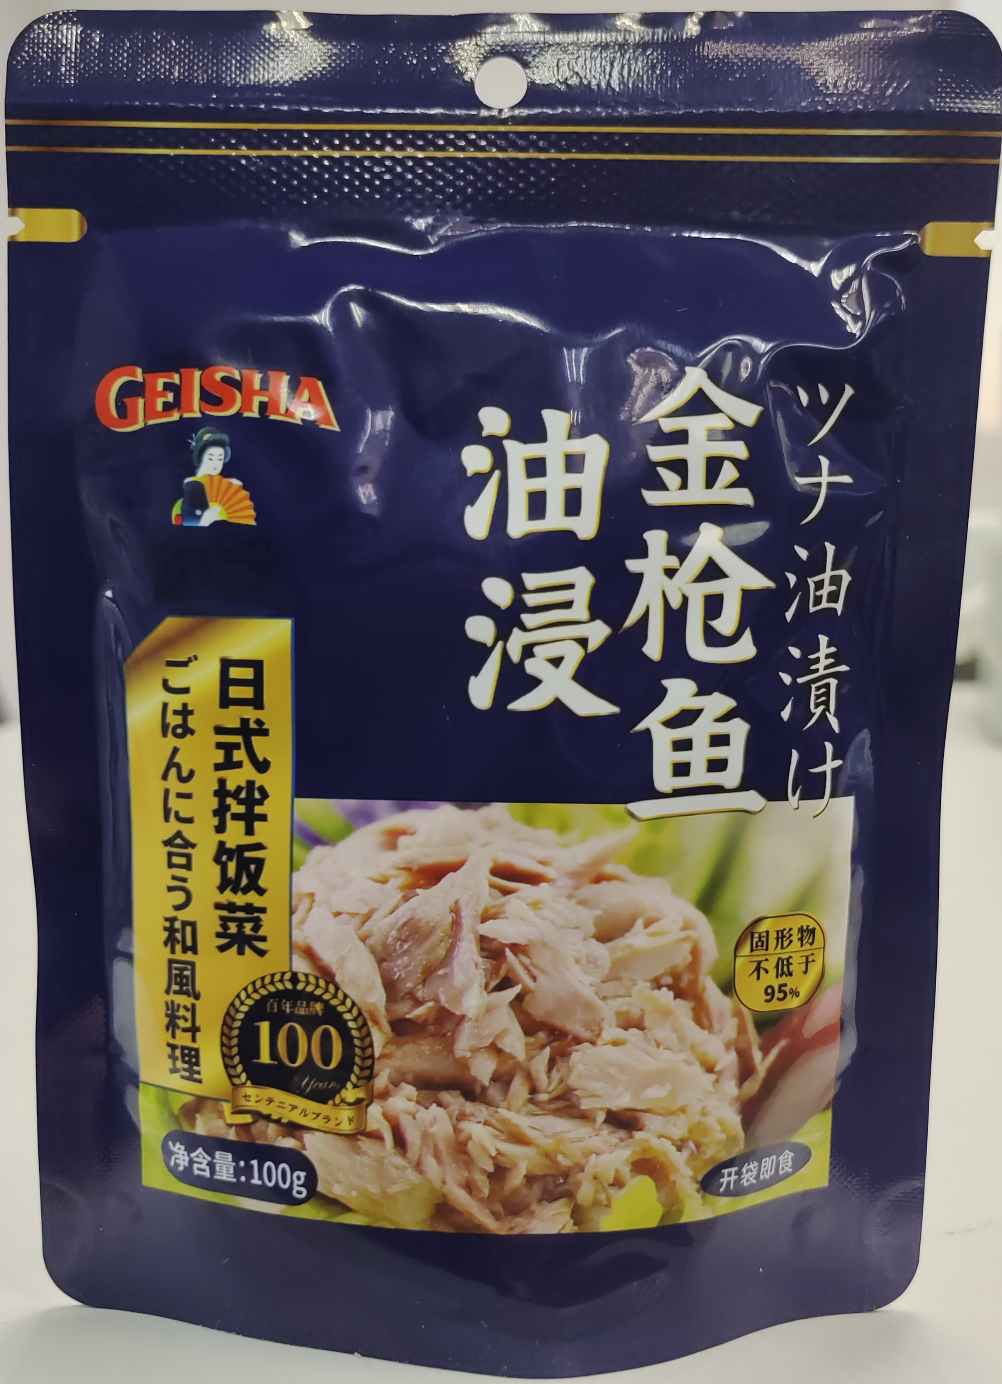 GEISHA
ツナ油漬け
金枪鱼
油浸
日式拌饭菜
ごはんに合う和風料理
百年品牌
100
Years
センテニアルブランド
固形物
不低于
95%
净含量:100g
开袋即食